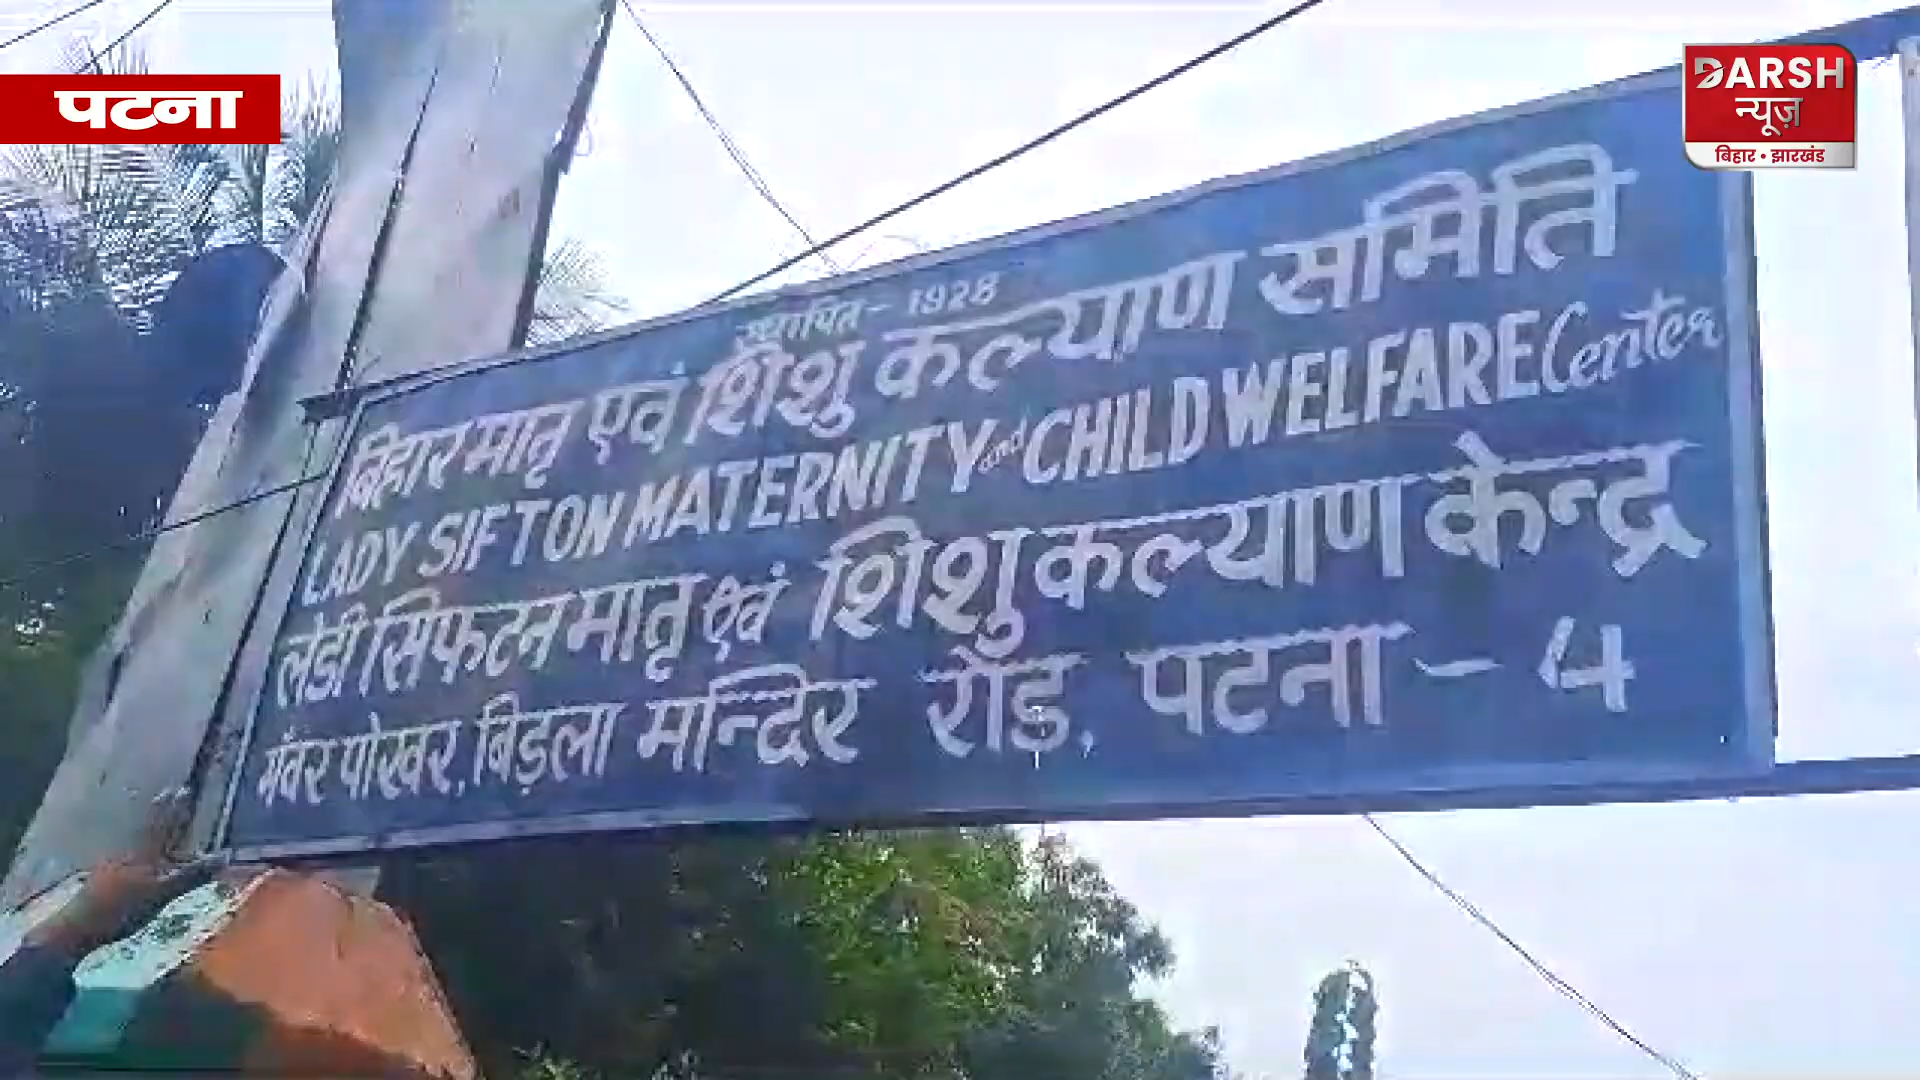 पटना
DARSH
न्यूज़
बिहार • झारखंड
स्थापित - 1928
बिहार मातृ एवं शिशु कल्याण समिति
LADY SIFTON MATERNITY and CHILD WELFARE Center
लेडी सिफटन मातृ एवं शिशु कल्याण केन्द्र
मंवर पोखर, बिड़ला मन्दिर रोड, पटना - 4